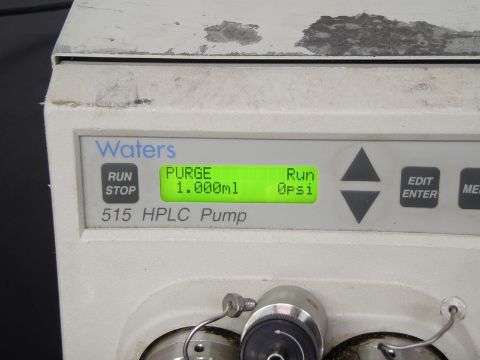 Waters
RUN STOP
PURGE Run
1.000ml 0psi
EDIT ENTER
515 HPLC Pump